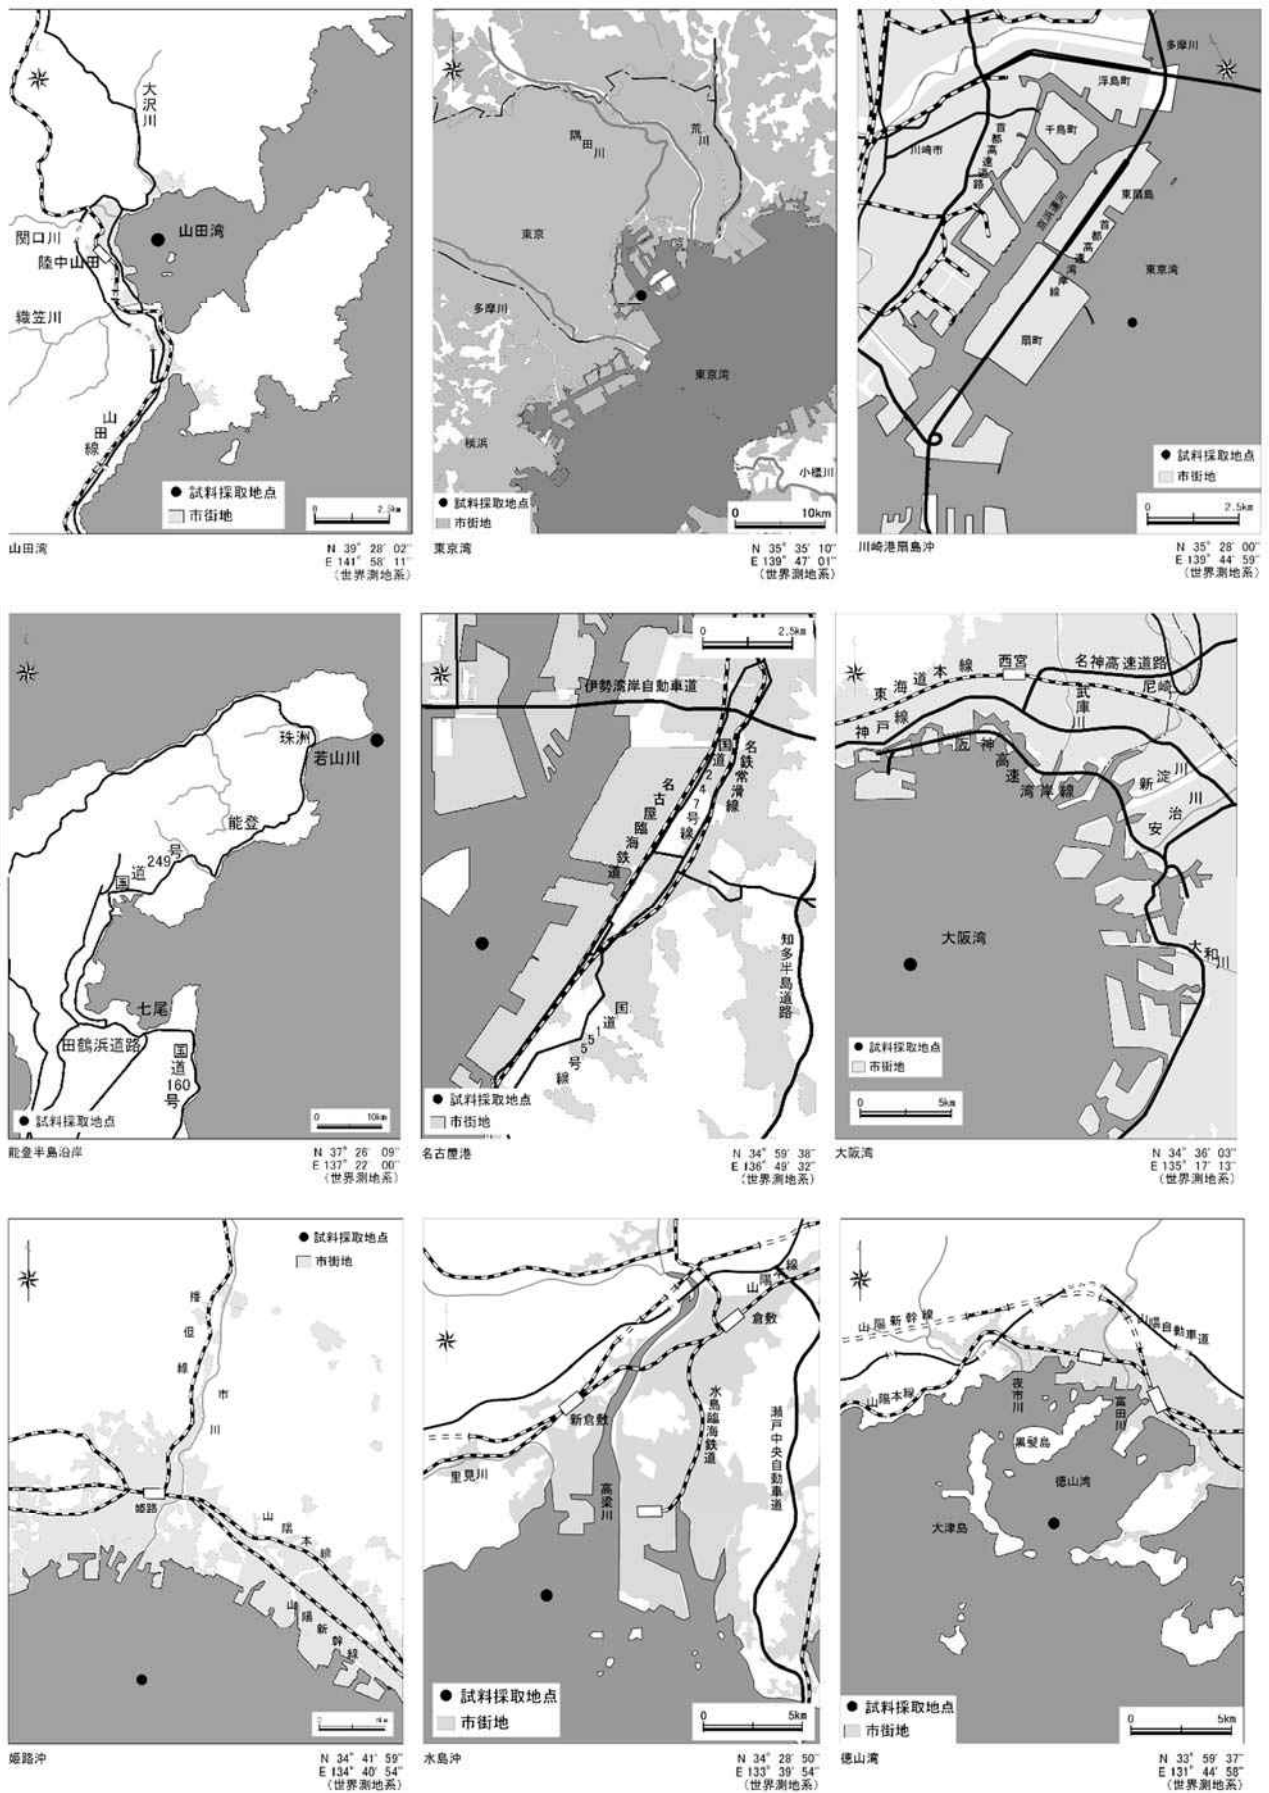 大沢川
山田湾
関口川
陸中山田
織笠川
山田線
試料採取地点
市街地
0 2.5km
山田湾
N 39° 28′ 02″
E 141° 58′ 11″
(世界測地系)
隅田川
荒川
東京
多摩川
東京湾
横浜
小櫃川
試料採取地点
市街地
0 10km
東京湾
N 35° 35′ 10″
E 139° 47′ 01″
(世界測地系)
多摩川
浮島町
千鳥町
首都高速道路
川崎市
京浜運河
東扇島
首都高速湾岸線
東京湾
扇町
試料採取地点
市街地
0 2.5km
川崎港扇島沖
N 35° 28′ 00″
E 139° 44′ 59″
(世界測地系)
珠洲
若山川
能登
国道249号
七尾
田鶴浜道路
国道160号
試料採取地点
0 10km
能登半島沿岸
N 37° 26′ 09″
E 137° 22′ 00″
(世界測地系)
0 2.5km
伊勢湾岸自動車道
国道247号線
名鉄常滑線
名古屋臨海鉄道
知多半島道路
国道155号線
試料採取地点
市街地
名古屋港
N 34° 59′ 38″
E 136° 49′ 32″
(世界測地系)
東海道本線
西宮
名神高速道路
尼崎
武庫川
神戸線
阪神高速湾岸線
新淀川
安治川
大和川
大阪湾
試料採取地点
市街地
0 5km
大阪湾
N 34° 36′ 03″
E 135° 17′ 13″
(世界測地系)
試料採取地点
市街地
播但線
市川
姫路
山陽本線
山陽新幹線
0
姫路沖
N 34° 41′ 59″
E 134° 40′ 54″
(世界測地系)
山陽本線
倉敷
新倉敷
水島臨海鉄道
瀬戸中央自動車道
里見川
高梁川
試料採取地点
市街地
0 5km
水島沖
N 34° 28′ 50″
E 133° 39′ 54″
(世界測地系)
山陽新幹線
山陽自動車道
山陽本線
夜市川
富田川
黒髪島
徳山湾
大津島
試料採取地点
市街地
0 5km
徳山湾
N 33° 59′ 37″
E 131° 44′ 58″
(世界測地系)